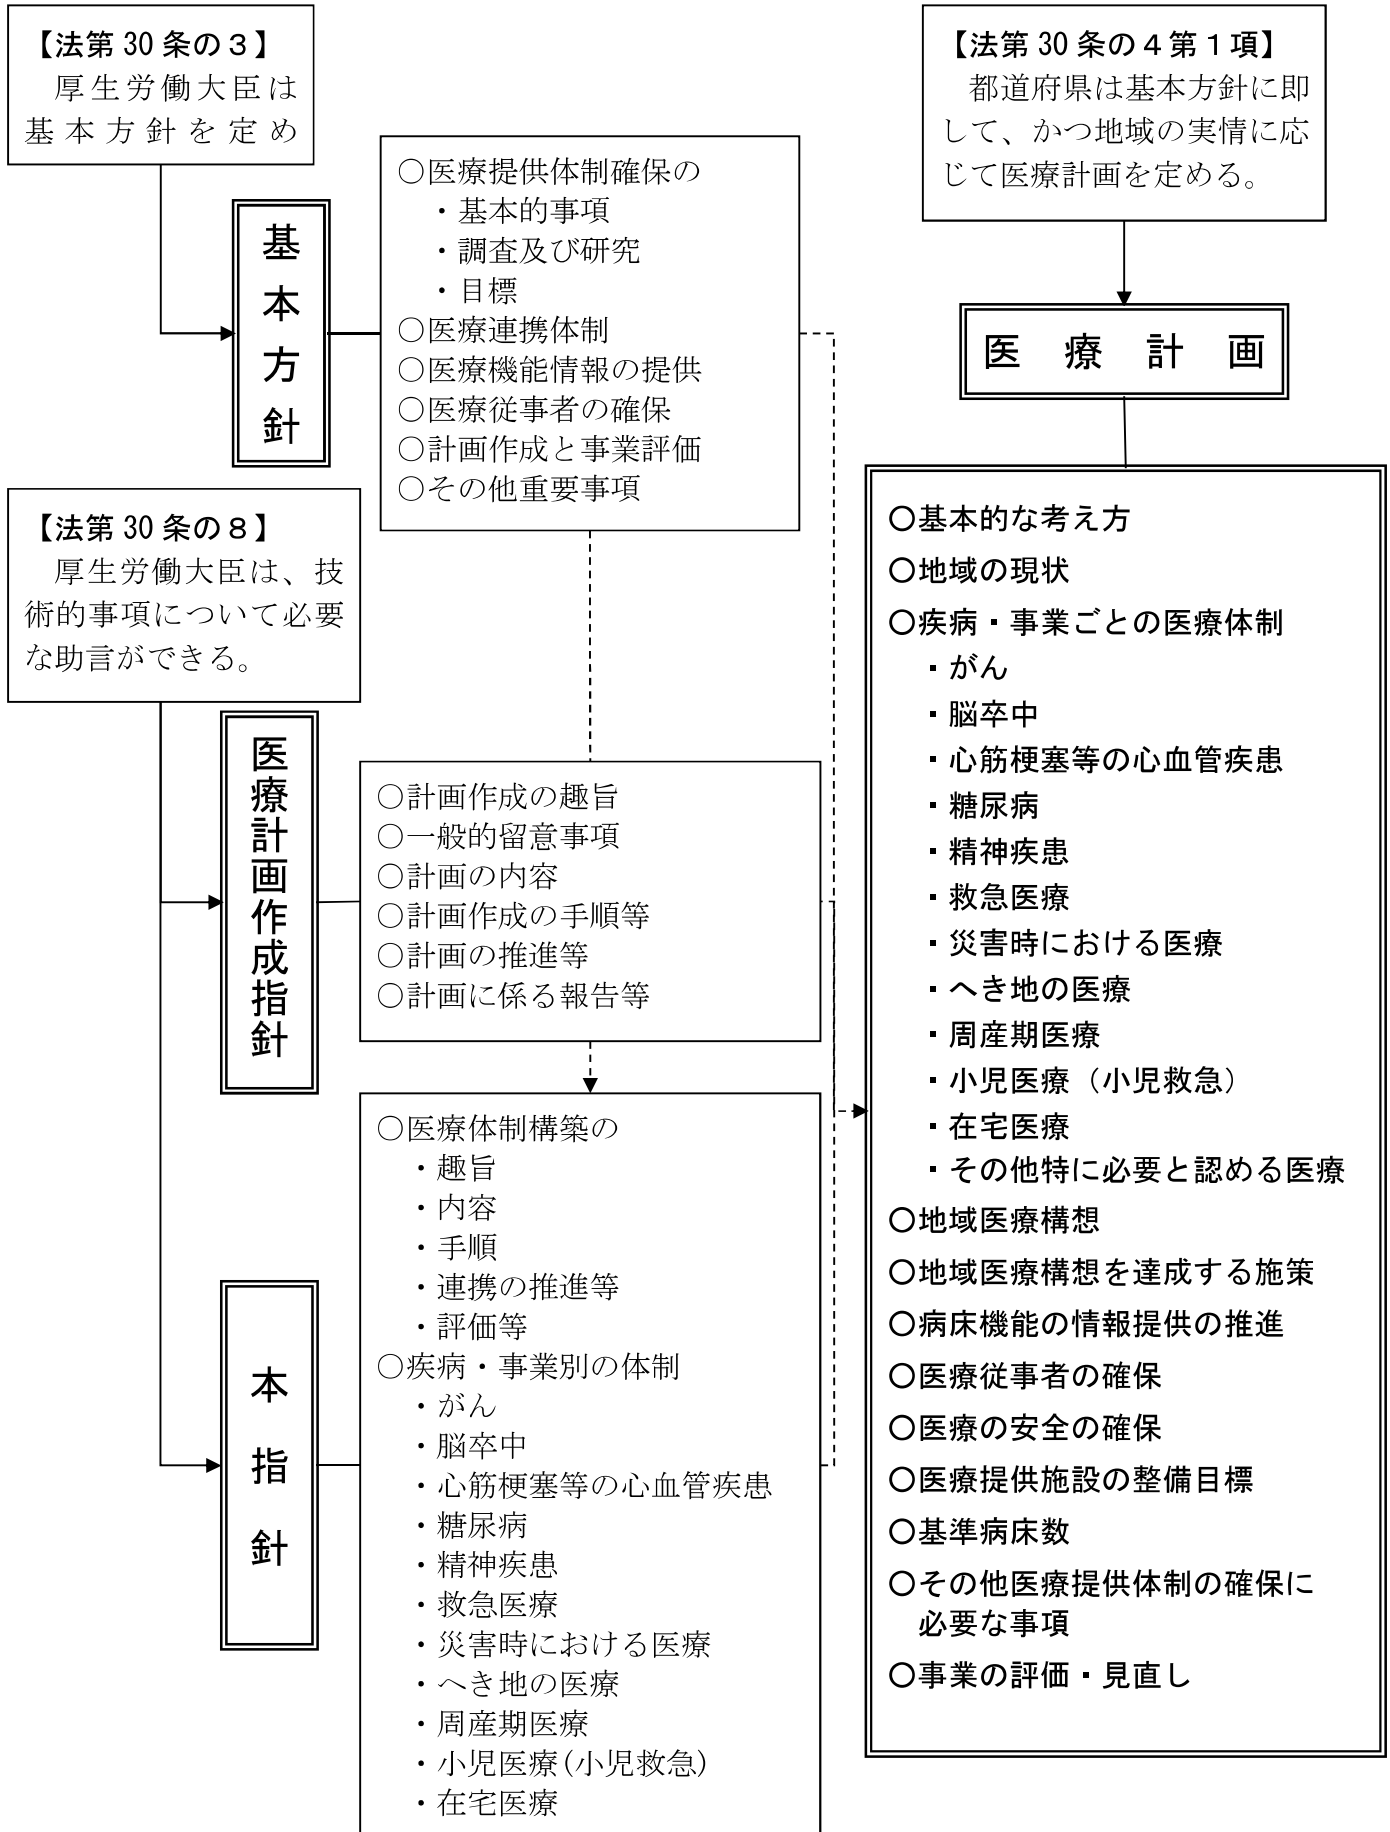 【法第30条の3】
厚生労働大臣は
基本方針を定め
基本方針
○医療提供体制確保の
・基本的事項
・調査及び研究
・目標
○医療連携体制
○医療機能情報の提供
○医療従事者の確保
○計画作成と事業評価
○その他重要事項
【法第30条の8】
厚生労働大臣は、技
術的事項について必要
な助言ができる。
医療計画作成指針
○計画作成の趣旨
○一般的留意事項
○計画の内容
○計画作成の手順等
○計画の推進等
○計画に係る報告等
本指針
○医療体制構築の
・趣旨
・内容
・手順
・連携の推進等
・評価等
○疾病・事業別の体制
・がん
・脳卒中
・心筋梗塞等の心血管疾患
・糖尿病
・精神疾患
・救急医療
・災害時における医療
・へき地の医療
・周産期医療
・小児医療(小児救急)
・在宅医療
【法第30条の4第1項】
都道府県は基本方針に即
して、かつ地域の実情に応
じて医療計画を定める。
医療計画
○基本的な考え方
○地域の現状
○疾病・事業ごとの医療体制
・がん
・脳卒中
・心筋梗塞等の心血管疾患
・糖尿病
・精神疾患
・救急医療
・災害時における医療
・へき地の医療
・周産期医療
・小児医療（小児救急）
・在宅医療
・その他特に必要と認める医療
○地域医療構想
○地域医療構想を達成する施策
○病床機能の情報提供の推進
○医療従事者の確保
○医療の安全の確保
○医療提供施設の整備目標
○基準病床数
○その他医療提供体制の確保に
必要な事項
○事業の評価・見直し